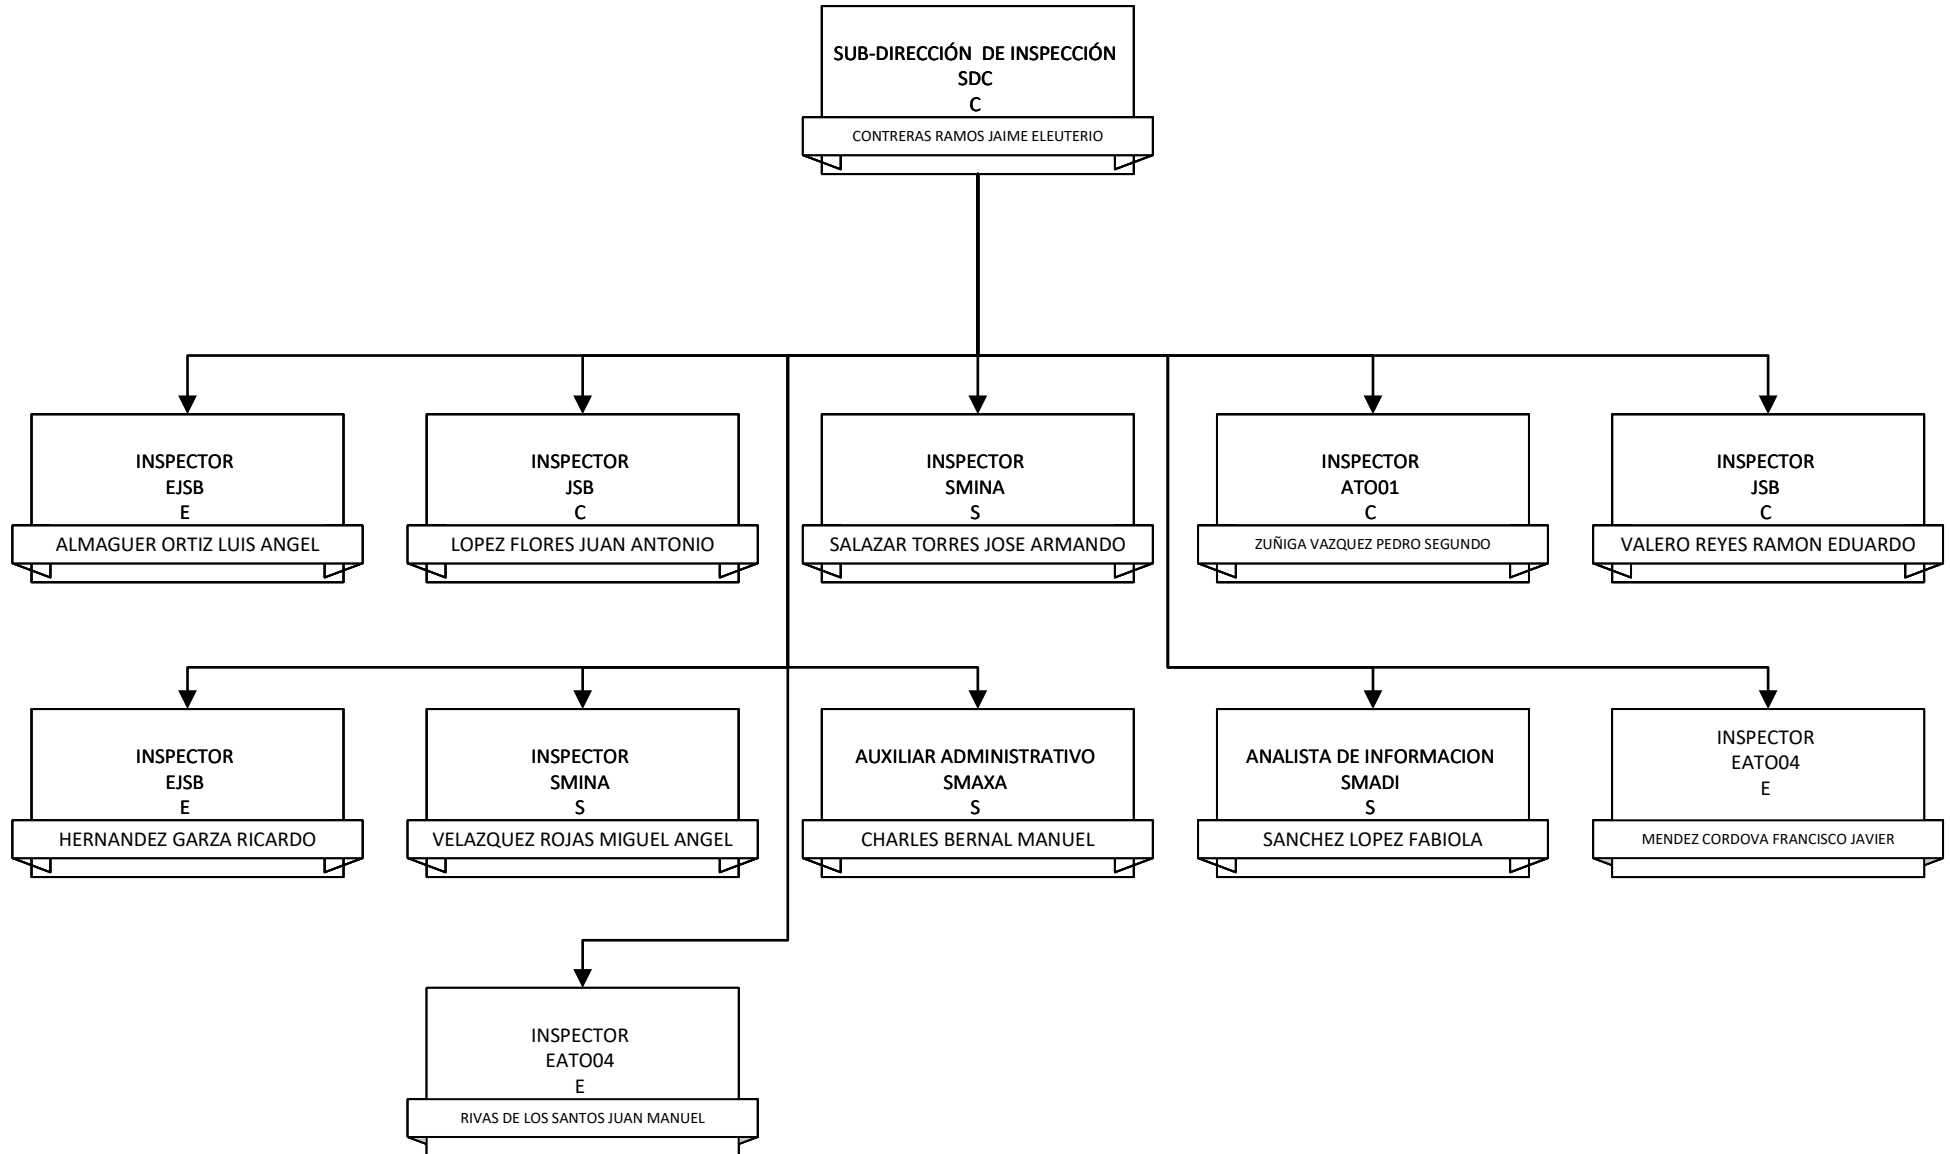 SUB-DIRECCIÓN  DE INSPECCIÓN
SDC
C
CONTRERAS RAMOS JAIME ELEUTERIO
INSPECTOR
EJSB
E
ALMAGUER ORTIZ LUIS ANGEL
INSPECTOR
JSB
C
LOPEZ FLORES JUAN ANTONIO
INSPECTOR
SMINA
S
SALAZAR TORRES JOSE ARMANDO
INSPECTOR
ATO01
C
ZUÑIGA VAZQUEZ PEDRO SEGUNDO
INSPECTOR
JSB
C
VALERO REYES RAMON EDUARDO
INSPECTOR
EJSB
E
HERNANDEZ GARZA RICARDO
INSPECTOR
SMINA
S
VELAZQUEZ ROJAS MIGUEL ANGEL
AUXILIAR ADMINISTRATIVO
SMAXA
S
CHARLES BERNAL MANUEL
ANALISTA DE INFORMACION
SMADI
S
SANCHEZ LOPEZ FABIOLA
INSPECTOR
EATO04
E
MENDEZ CORDOVA FRANCISCO JAVIER
INSPECTOR
EATO04
E
RIVAS DE LOS SANTOS JUAN MANUEL